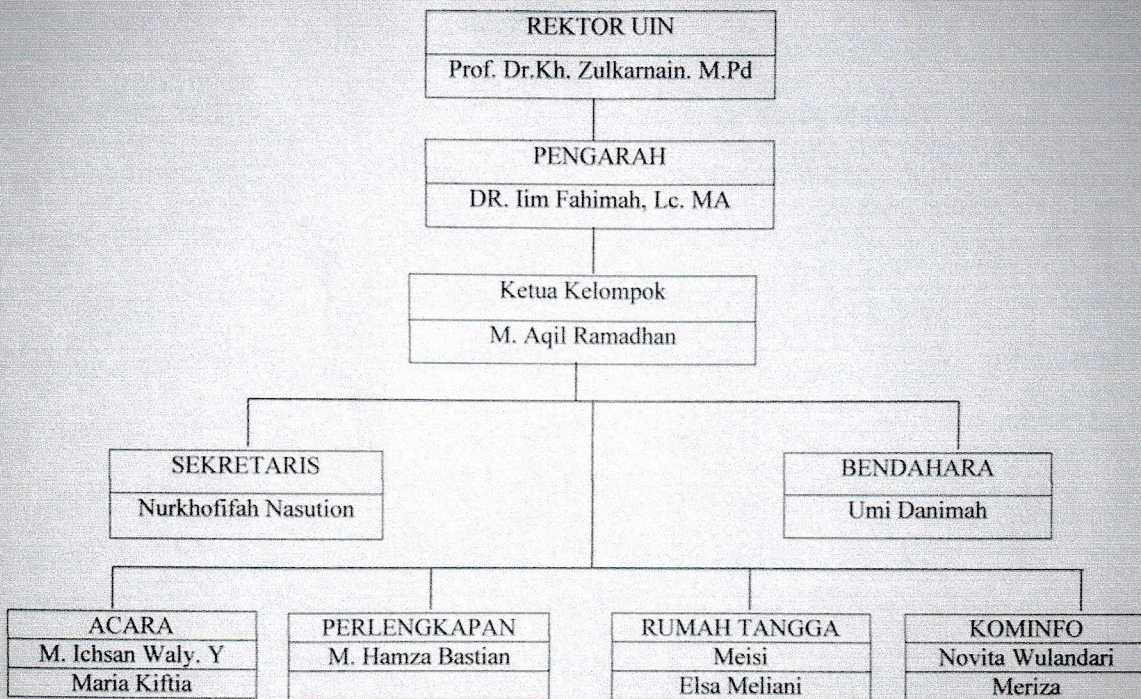 REKTOR UIN
Prof. Dr.Kh. Zulkarnain. M.Pd
PENGARAH
DR. Iim Fahimah, Lc. MA
Ketua Kelompok
M. Aqil Ramadhan
SEKRETARIS
Nurkhofifah Nasution
BENDAHARA
Umi Danimah
ACARA
M. Ichsan Waly. Y
Maria Kiftia
PERLENGKAPAN
M. Hamza Bastian
RUMAH TANGGA
Meisi
Elsa Meliani
KOMINFO
Novita Wulandari
Meriza